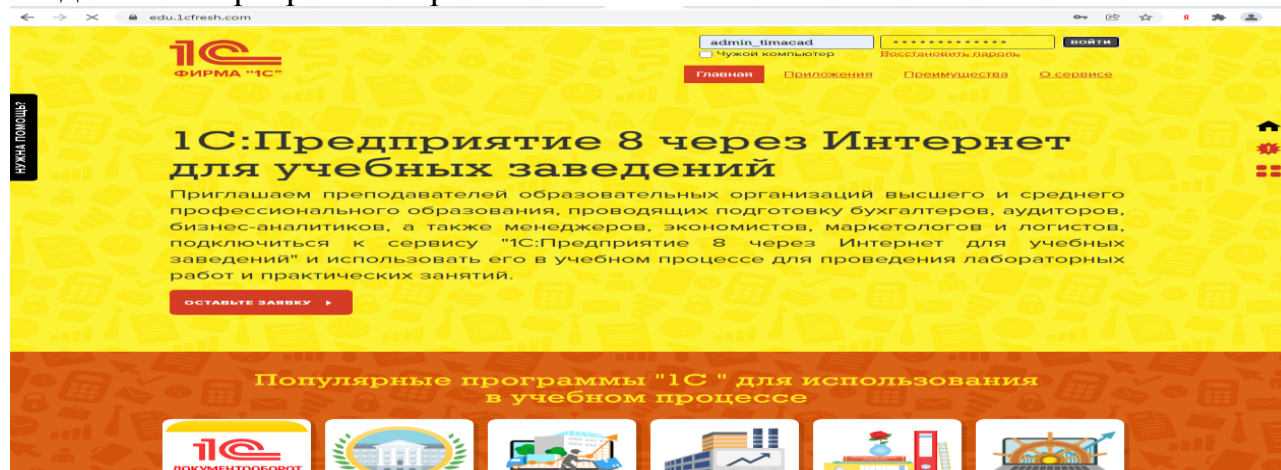 edu.1cfresh.com
Я
1С
ФИРМА "1С"
admin_timacad
войти
Чужой компьютер
Восстановить пароль
Главная
Приложения
Преимущества
О сервисе
НУЖНА ПОМОЩЬ?
1С:Предприятие 8 через Интернет
для учебных заведений
Приглашаем преподавателей образовательных организаций высшего и среднего
профессионального образования, проводящих подготовку бухгалтеров, аудиторов,
бизнес-аналитиков, а также менеджеров, экономистов, маркетологов и логистов,
подключиться к сервису "1С:Предприятие 8 через Интернет для учебных
заведений" и использовать его в учебном процессе для проведения лабораторных
работ и практических занятий.
ОСТАВЬТЕ ЗАЯВКУ
Популярные программы "1С " для использования
в учебном процессе
1С
ДОКУМЕНТООБОРОТ